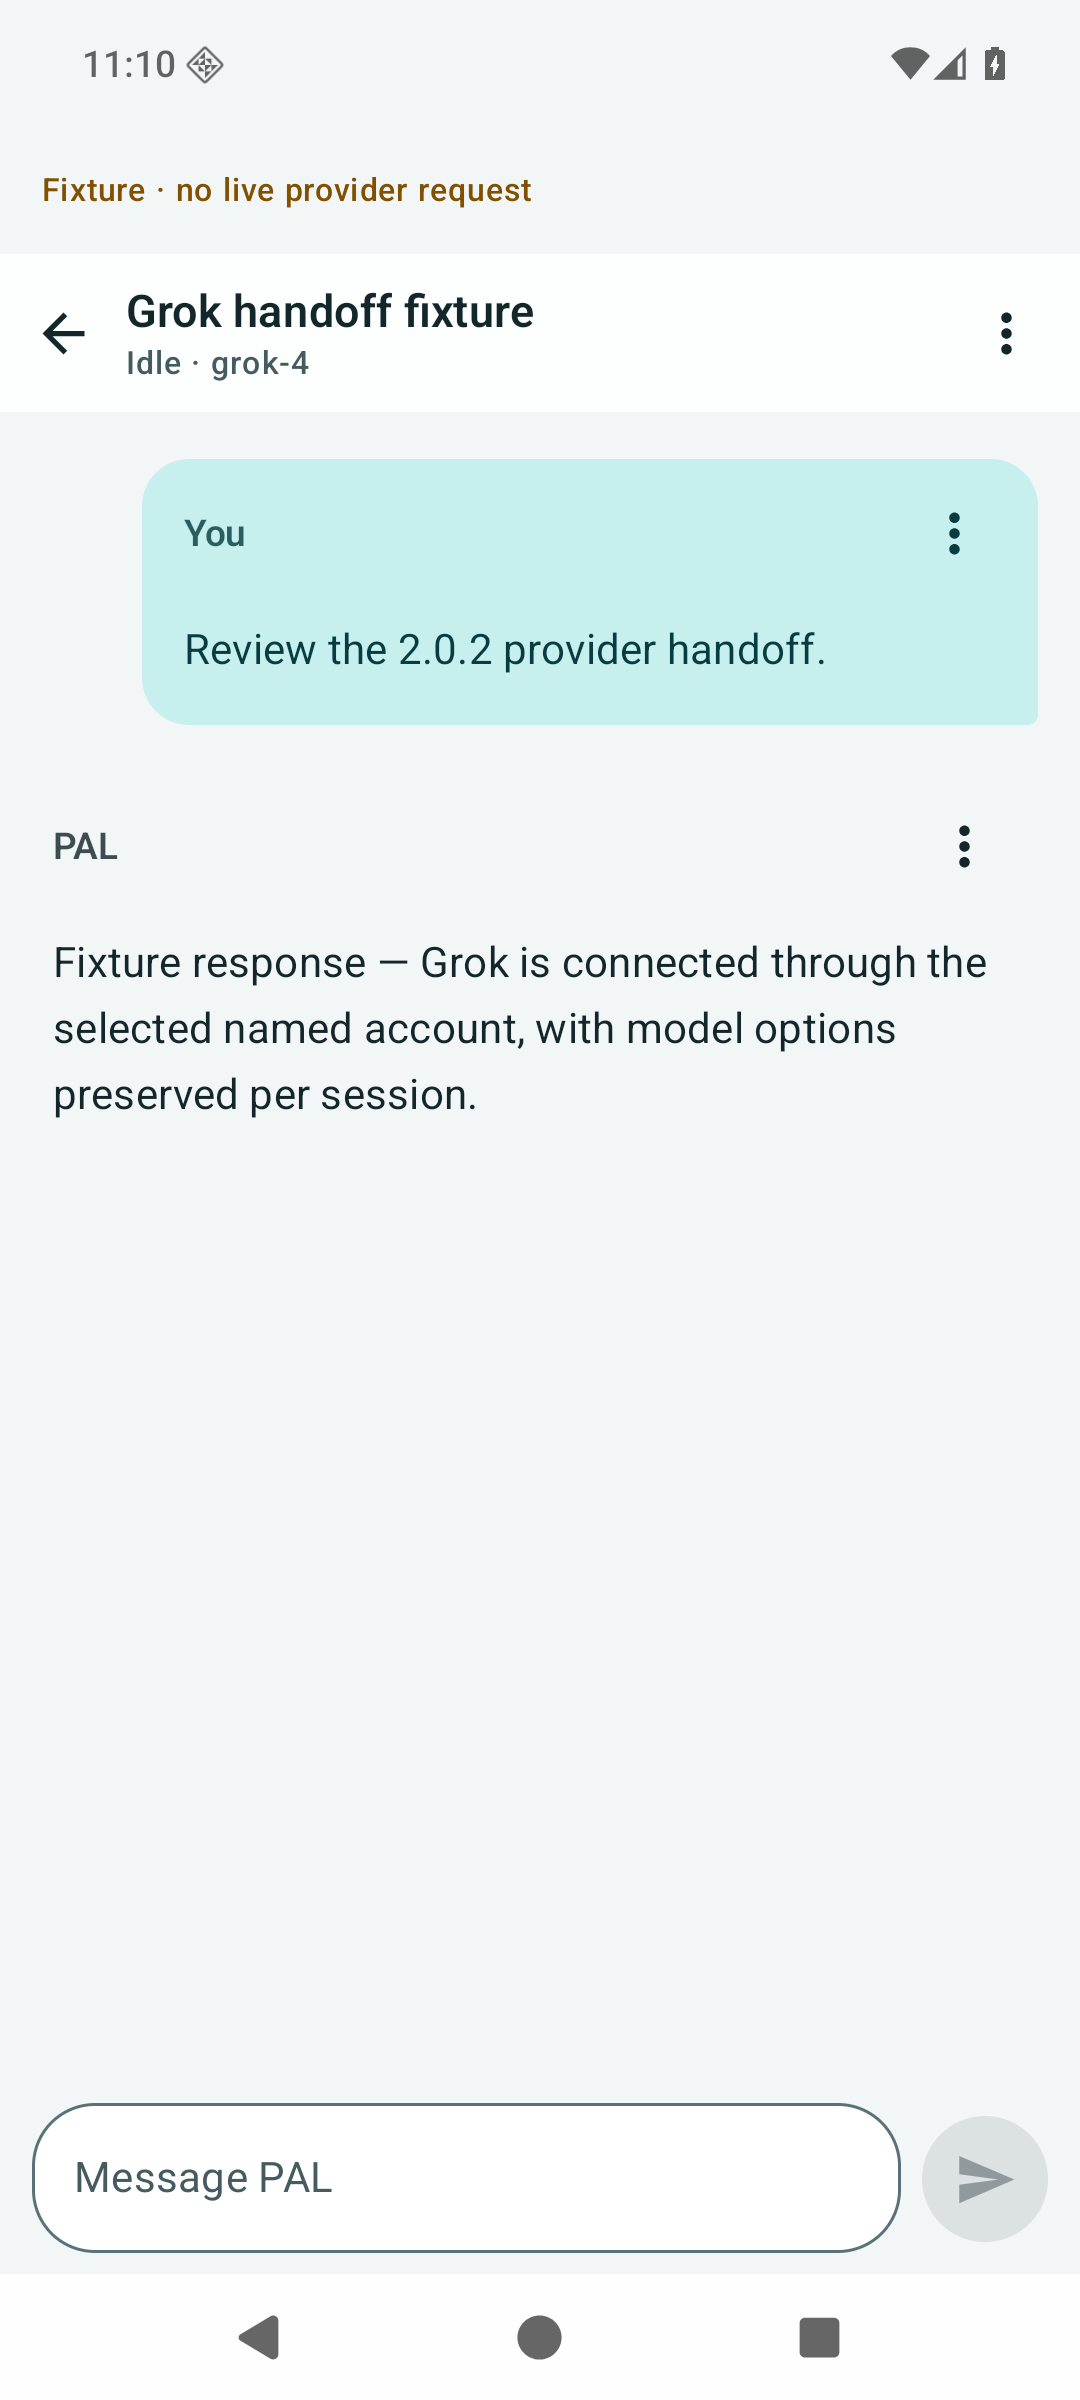 11:10
Fixture · no live provider request
Grok handoff fixture
Idle · grok-4
You
Review the 2.0.2 provider handoff.
PAL
Fixture response — Grok is connected through the
selected named account, with model options
preserved per session.
Message PAL